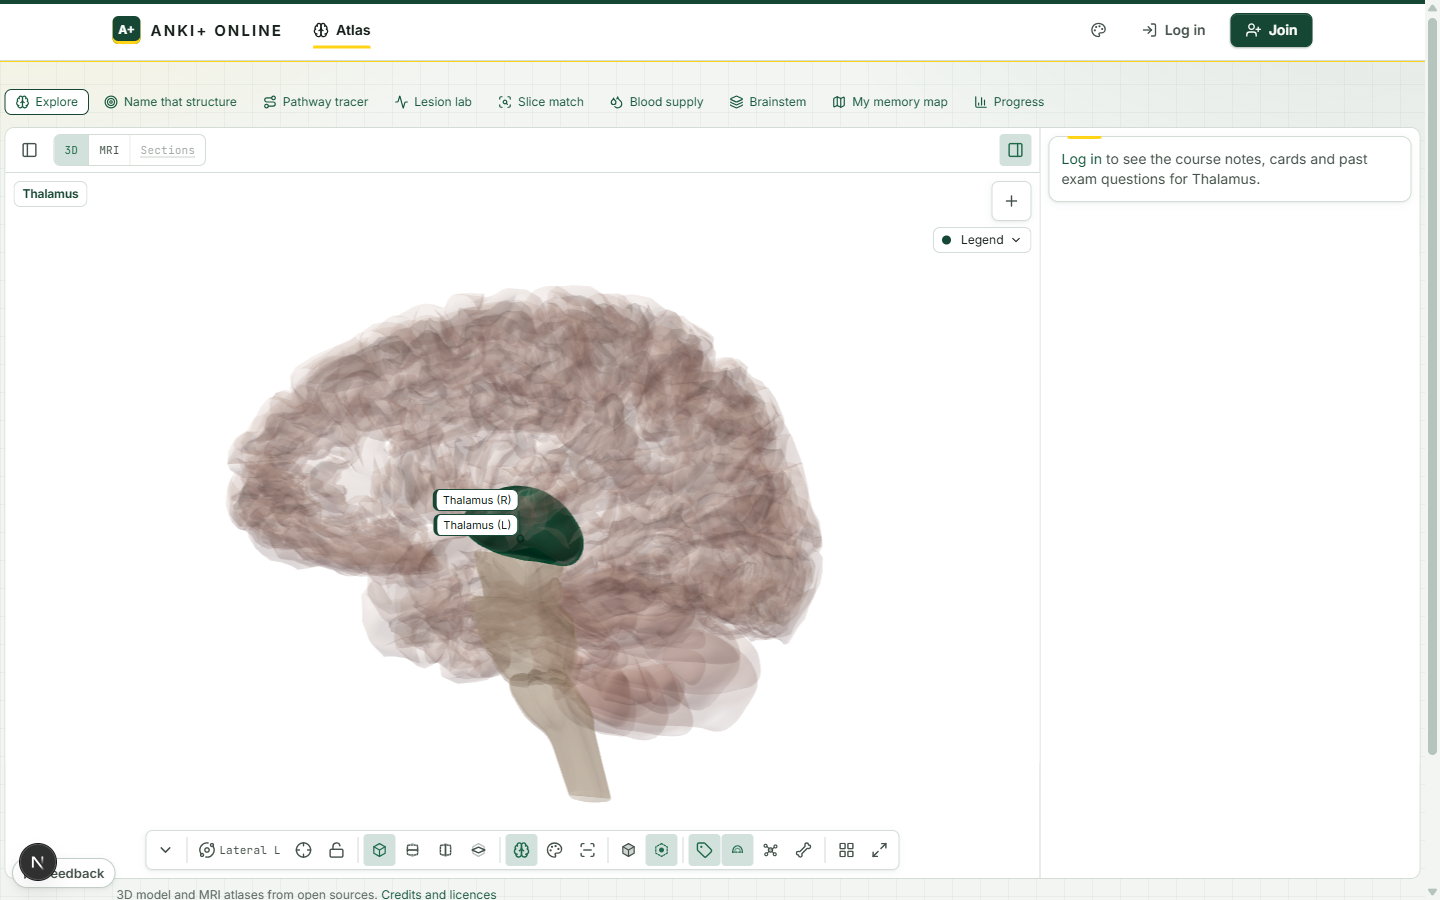 A+ ANKI+ ONLINE Atlas Log in Join
Explore Name that structure Pathway tracer Lesion lab Slice match Blood supply Brainstem My memory map Progress
3D MRI Sections
Log in to see the course notes, cards and past
exam questions for Thalamus.
Thalamus
Legend
Thalamus (R)
Thalamus (L)
Lateral L
N eedback
3D model and MRI atlases from open sources. Credits and licences